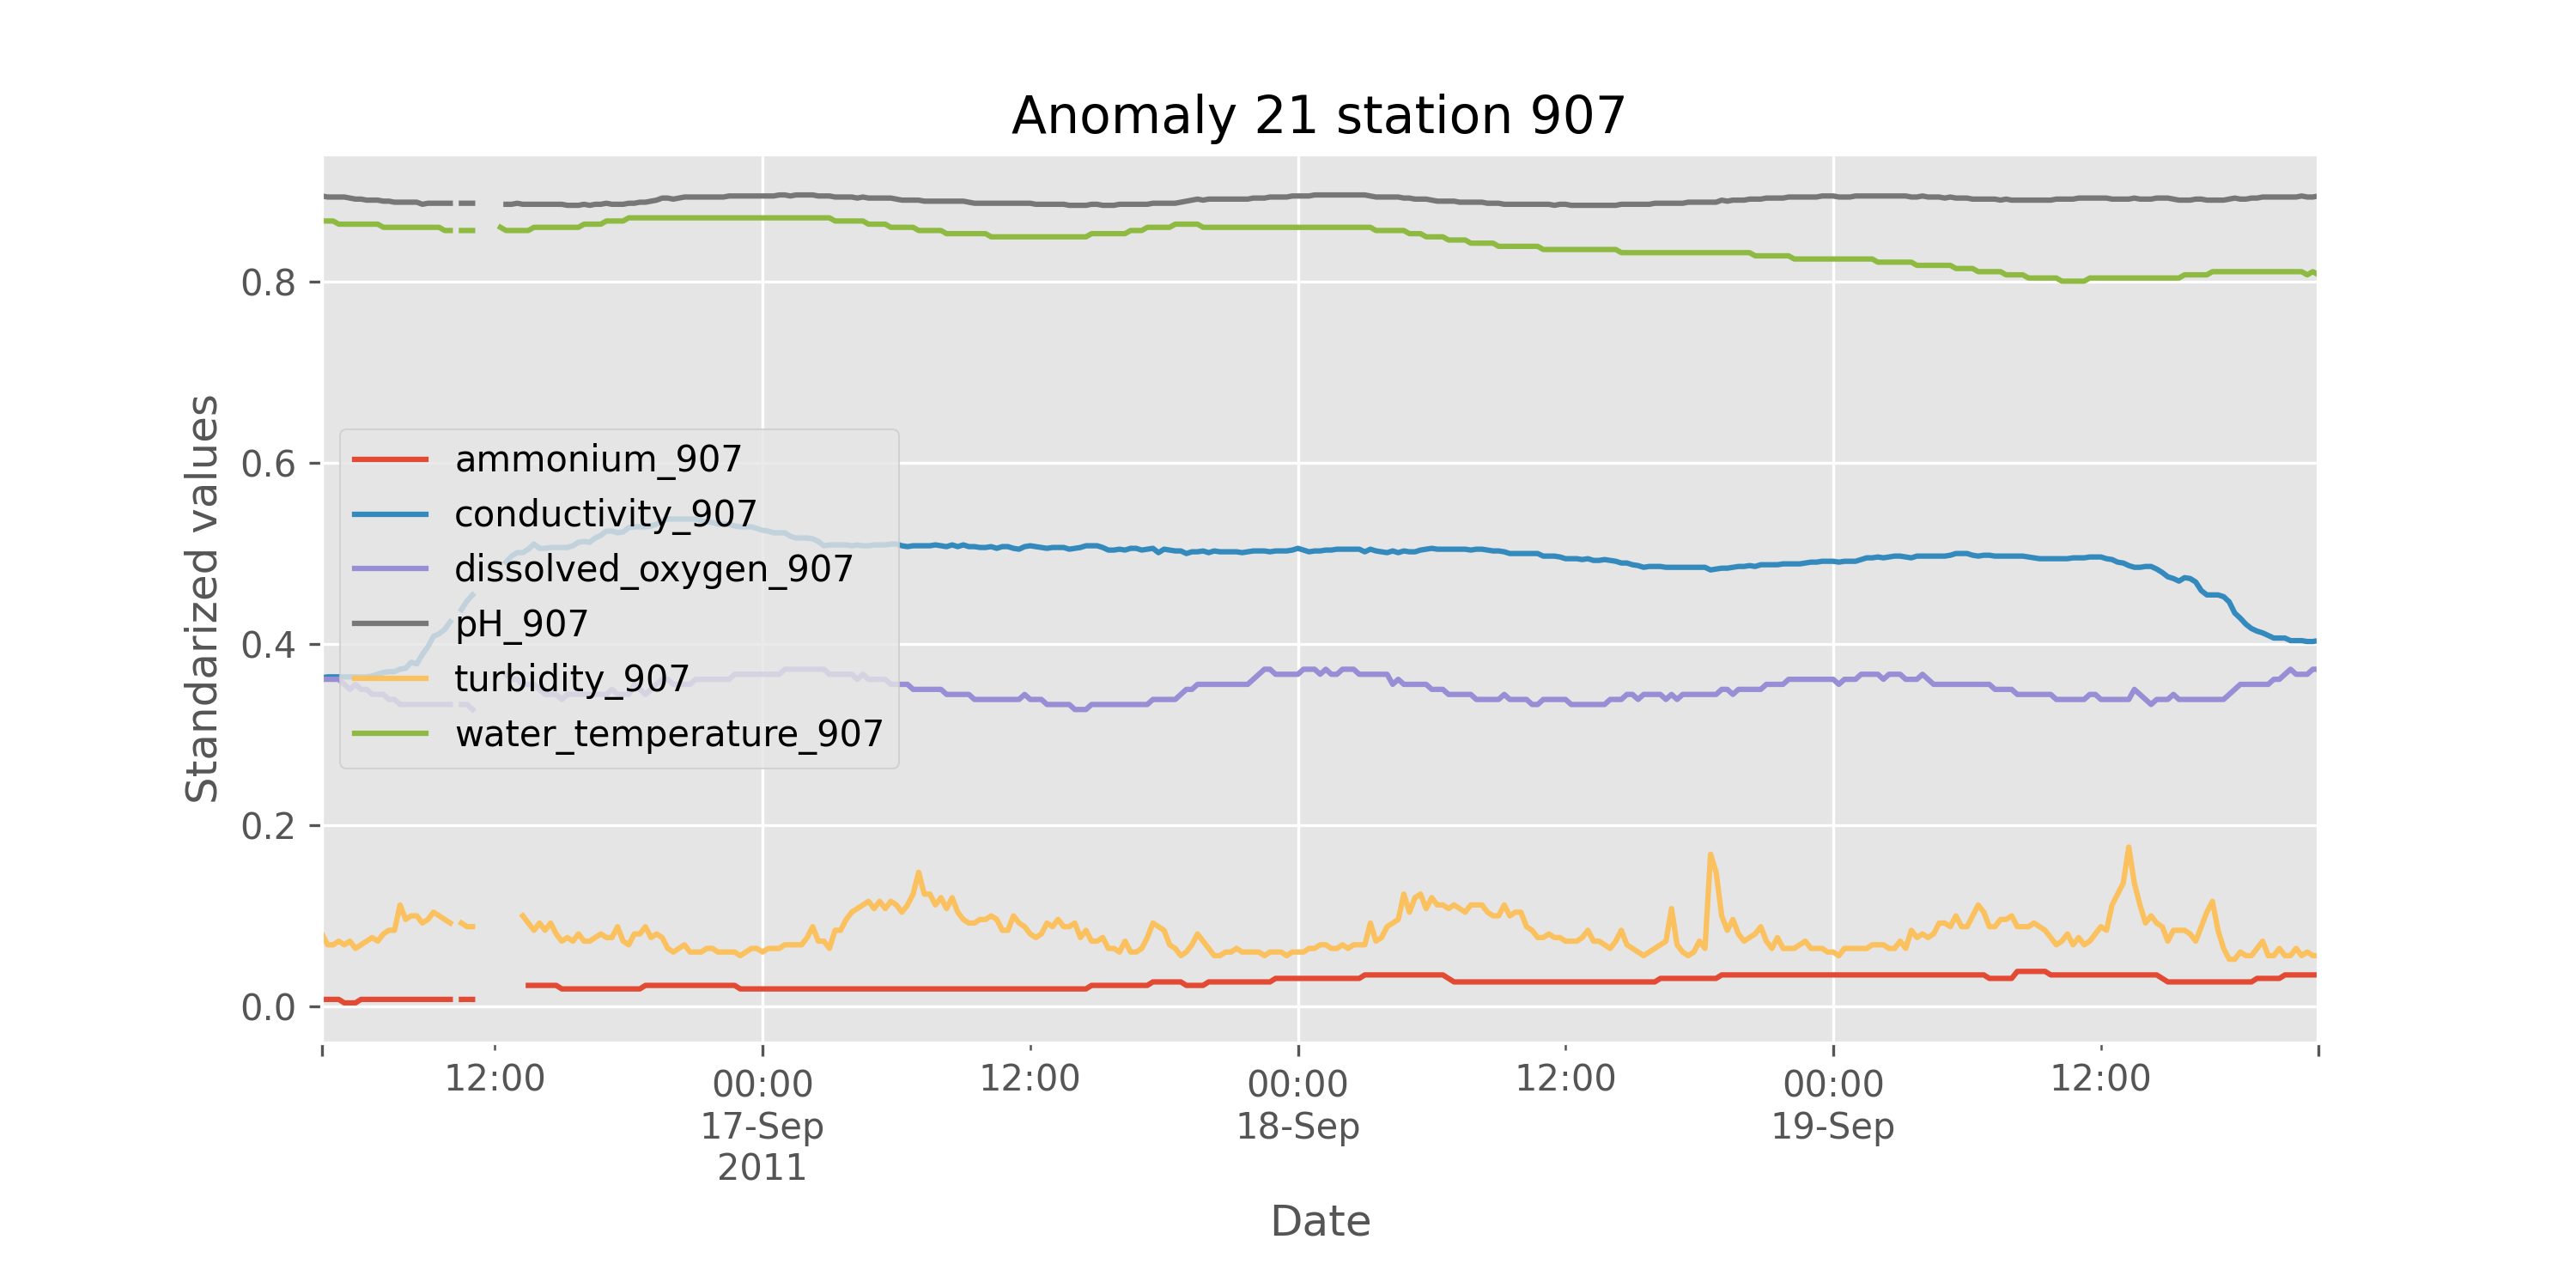 Anomaly 21 station 907
Standarized values
0.8
0.6
0.4
0.2
0.0
ammonium_907
conductivity_907
dissolved_oxygen_907
pH_907
turbidity_907
water_temperature_907
12:00
00:00
17-Sep
2011
12:00
00:00
18-Sep
12:00
00:00
19-Sep
12:00
Date